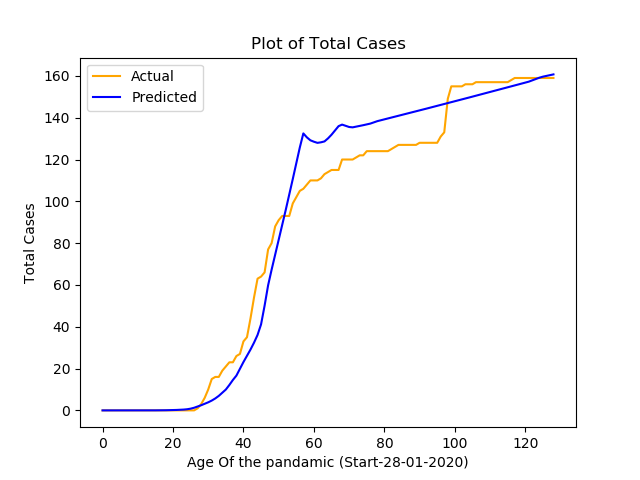 Plot of Total Cases
Actual
Predicted
160
140
120
100
80
60
40
20
0
Total Cases
0 20 40 60 80 100 120
Age Of the pandamic (Start-28-01-2020)